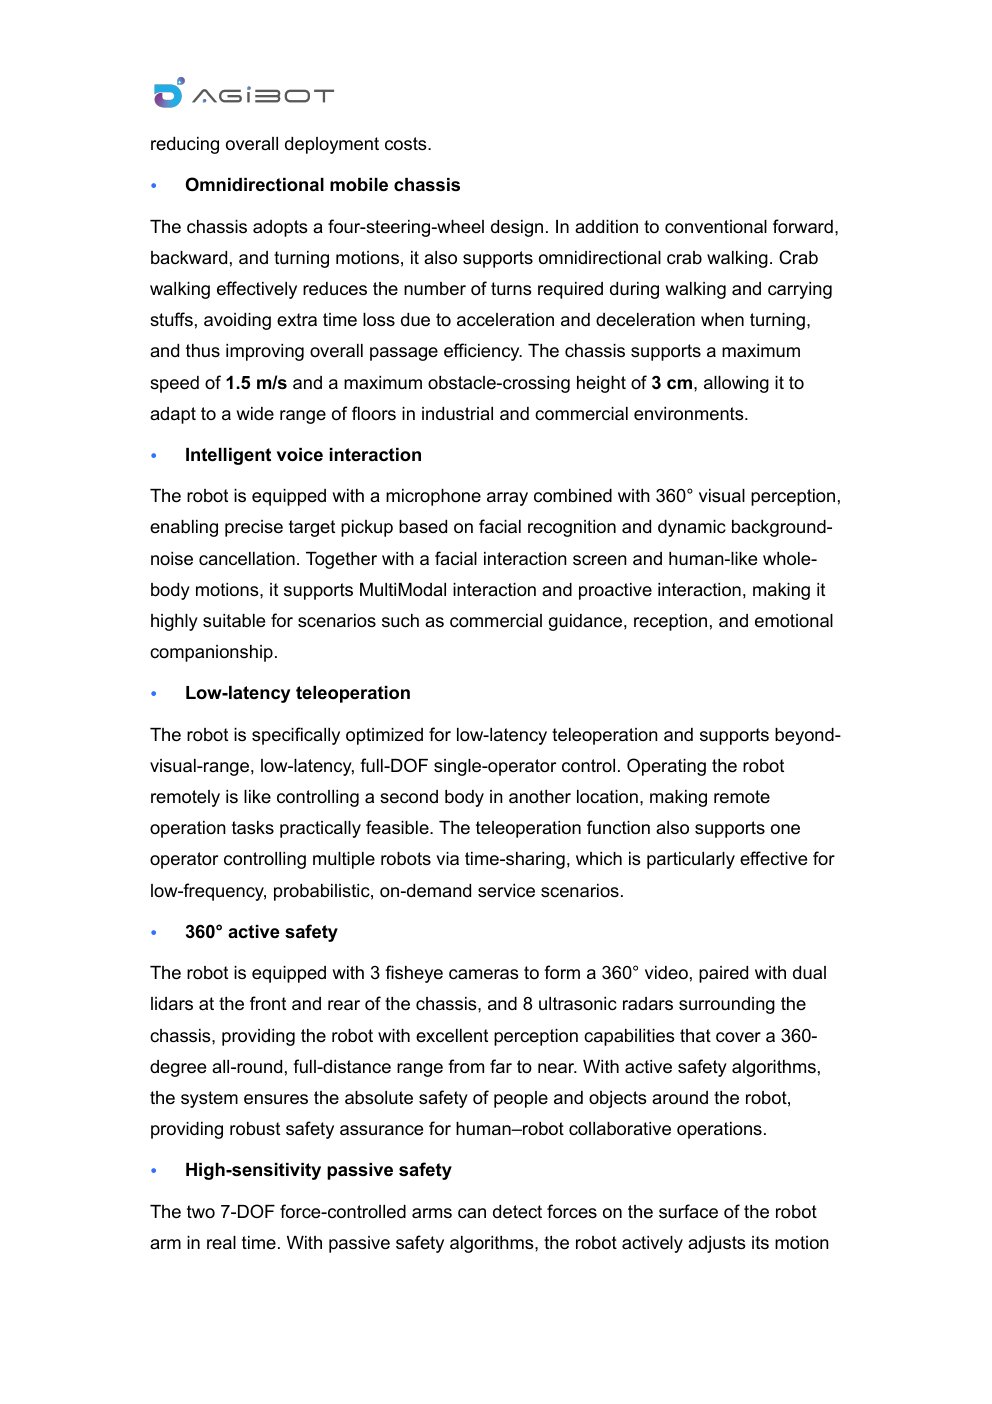 AGIBOT
reducing overall deployment costs.
• Omnidirectional mobile chassis
The chassis adopts a four-steering-wheel design. In addition to conventional forward,
backward, and turning motions, it also supports omnidirectional crab walking. Crab
walking effectively reduces the number of turns required during walking and carrying
stuffs, avoiding extra time loss due to acceleration and deceleration when turning,
and thus improving overall passage efficiency. The chassis supports a maximum
speed of 1.5 m/s and a maximum obstacle-crossing height of 3 cm, allowing it to
adapt to a wide range of floors in industrial and commercial environments.
• Intelligent voice interaction
The robot is equipped with a microphone array combined with 360° visual perception,
enabling precise target pickup based on facial recognition and dynamic background-
noise cancellation. Together with a facial interaction screen and human-like whole-
body motions, it supports MultiModal interaction and proactive interaction, making it
highly suitable for scenarios such as commercial guidance, reception, and emotional
companionship.
• Low-latency teleoperation
The robot is specifically optimized for low-latency teleoperation and supports beyond-
visual-range, low-latency, full-DOF single-operator control. Operating the robot
remotely is like controlling a second body in another location, making remote
operation tasks practically feasible. The teleoperation function also supports one
operator controlling multiple robots via time-sharing, which is particularly effective for
low-frequency, probabilistic, on-demand service scenarios.
• 360° active safety
The robot is equipped with 3 fisheye cameras to form a 360° video, paired with dual
lidars at the front and rear of the chassis, and 8 ultrasonic radars surrounding the
chassis, providing the robot with excellent perception capabilities that cover a 360-
degree all-round, full-distance range from far to near. With active safety algorithms,
the system ensures the absolute safety of people and objects around the robot,
providing robust safety assurance for human–robot collaborative operations.
• High-sensitivity passive safety
The two 7-DOF force-controlled arms can detect forces on the surface of the robot
arm in real time. With passive safety algorithms, the robot actively adjusts its motion